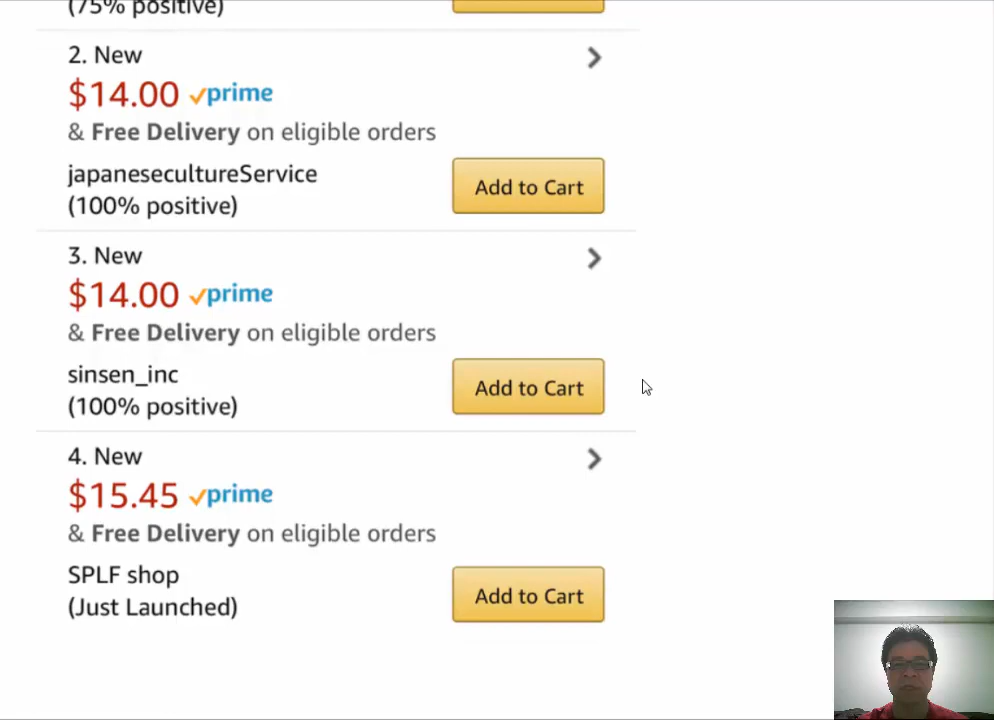 (75% positive)
2. New
$14.00 prime
& Free Delivery on eligible orders
japanesecultureService
(100% positive)
Add to Cart
3. New
$14.00 prime
& Free Delivery on eligible orders
sinsen_inc
(100% positive)
Add to Cart
4. New
$15.45 prime
& Free Delivery on eligible orders
SPLF shop
(Just Launched)
Add to Cart